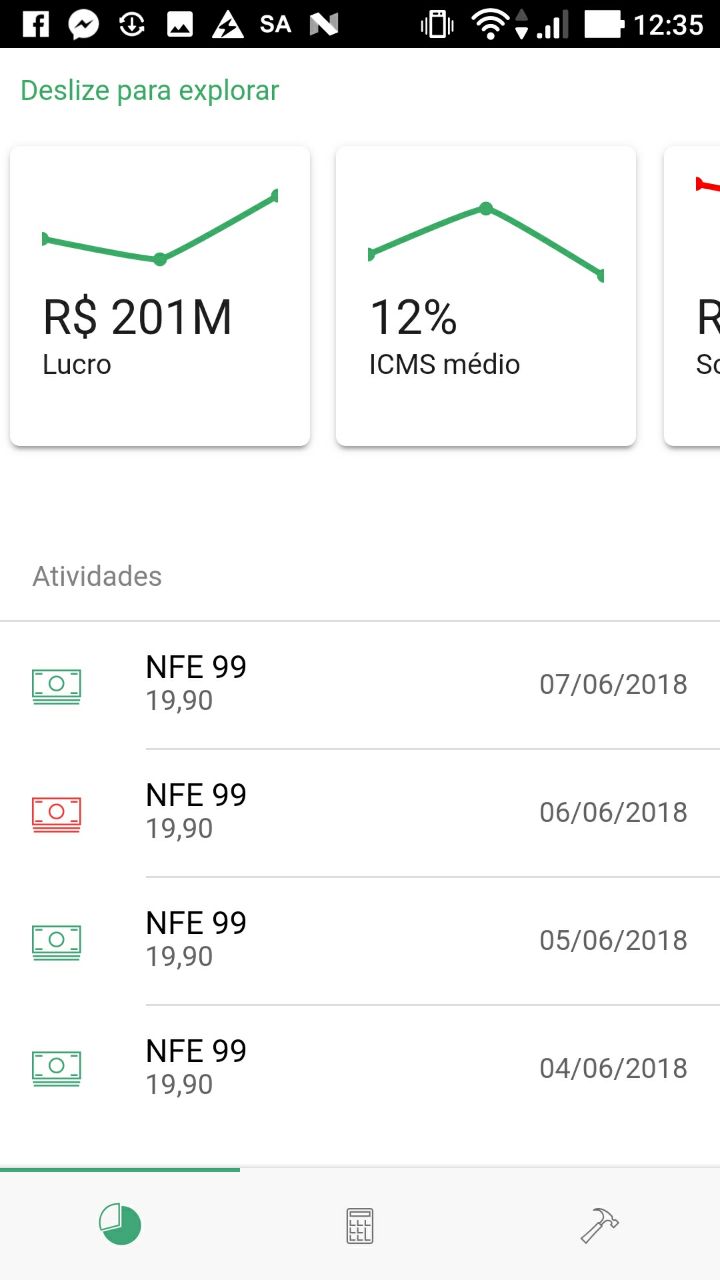 SA 12:35
Deslize para explorar
R$ 201M
Lucro
12%
ICMS médio
R
Sc
Atividades
NFE 99
19,90
07/06/2018
NFE 99
19,90
06/06/2018
NFE 99
19,90
05/06/2018
NFE 99
19,90
04/06/2018